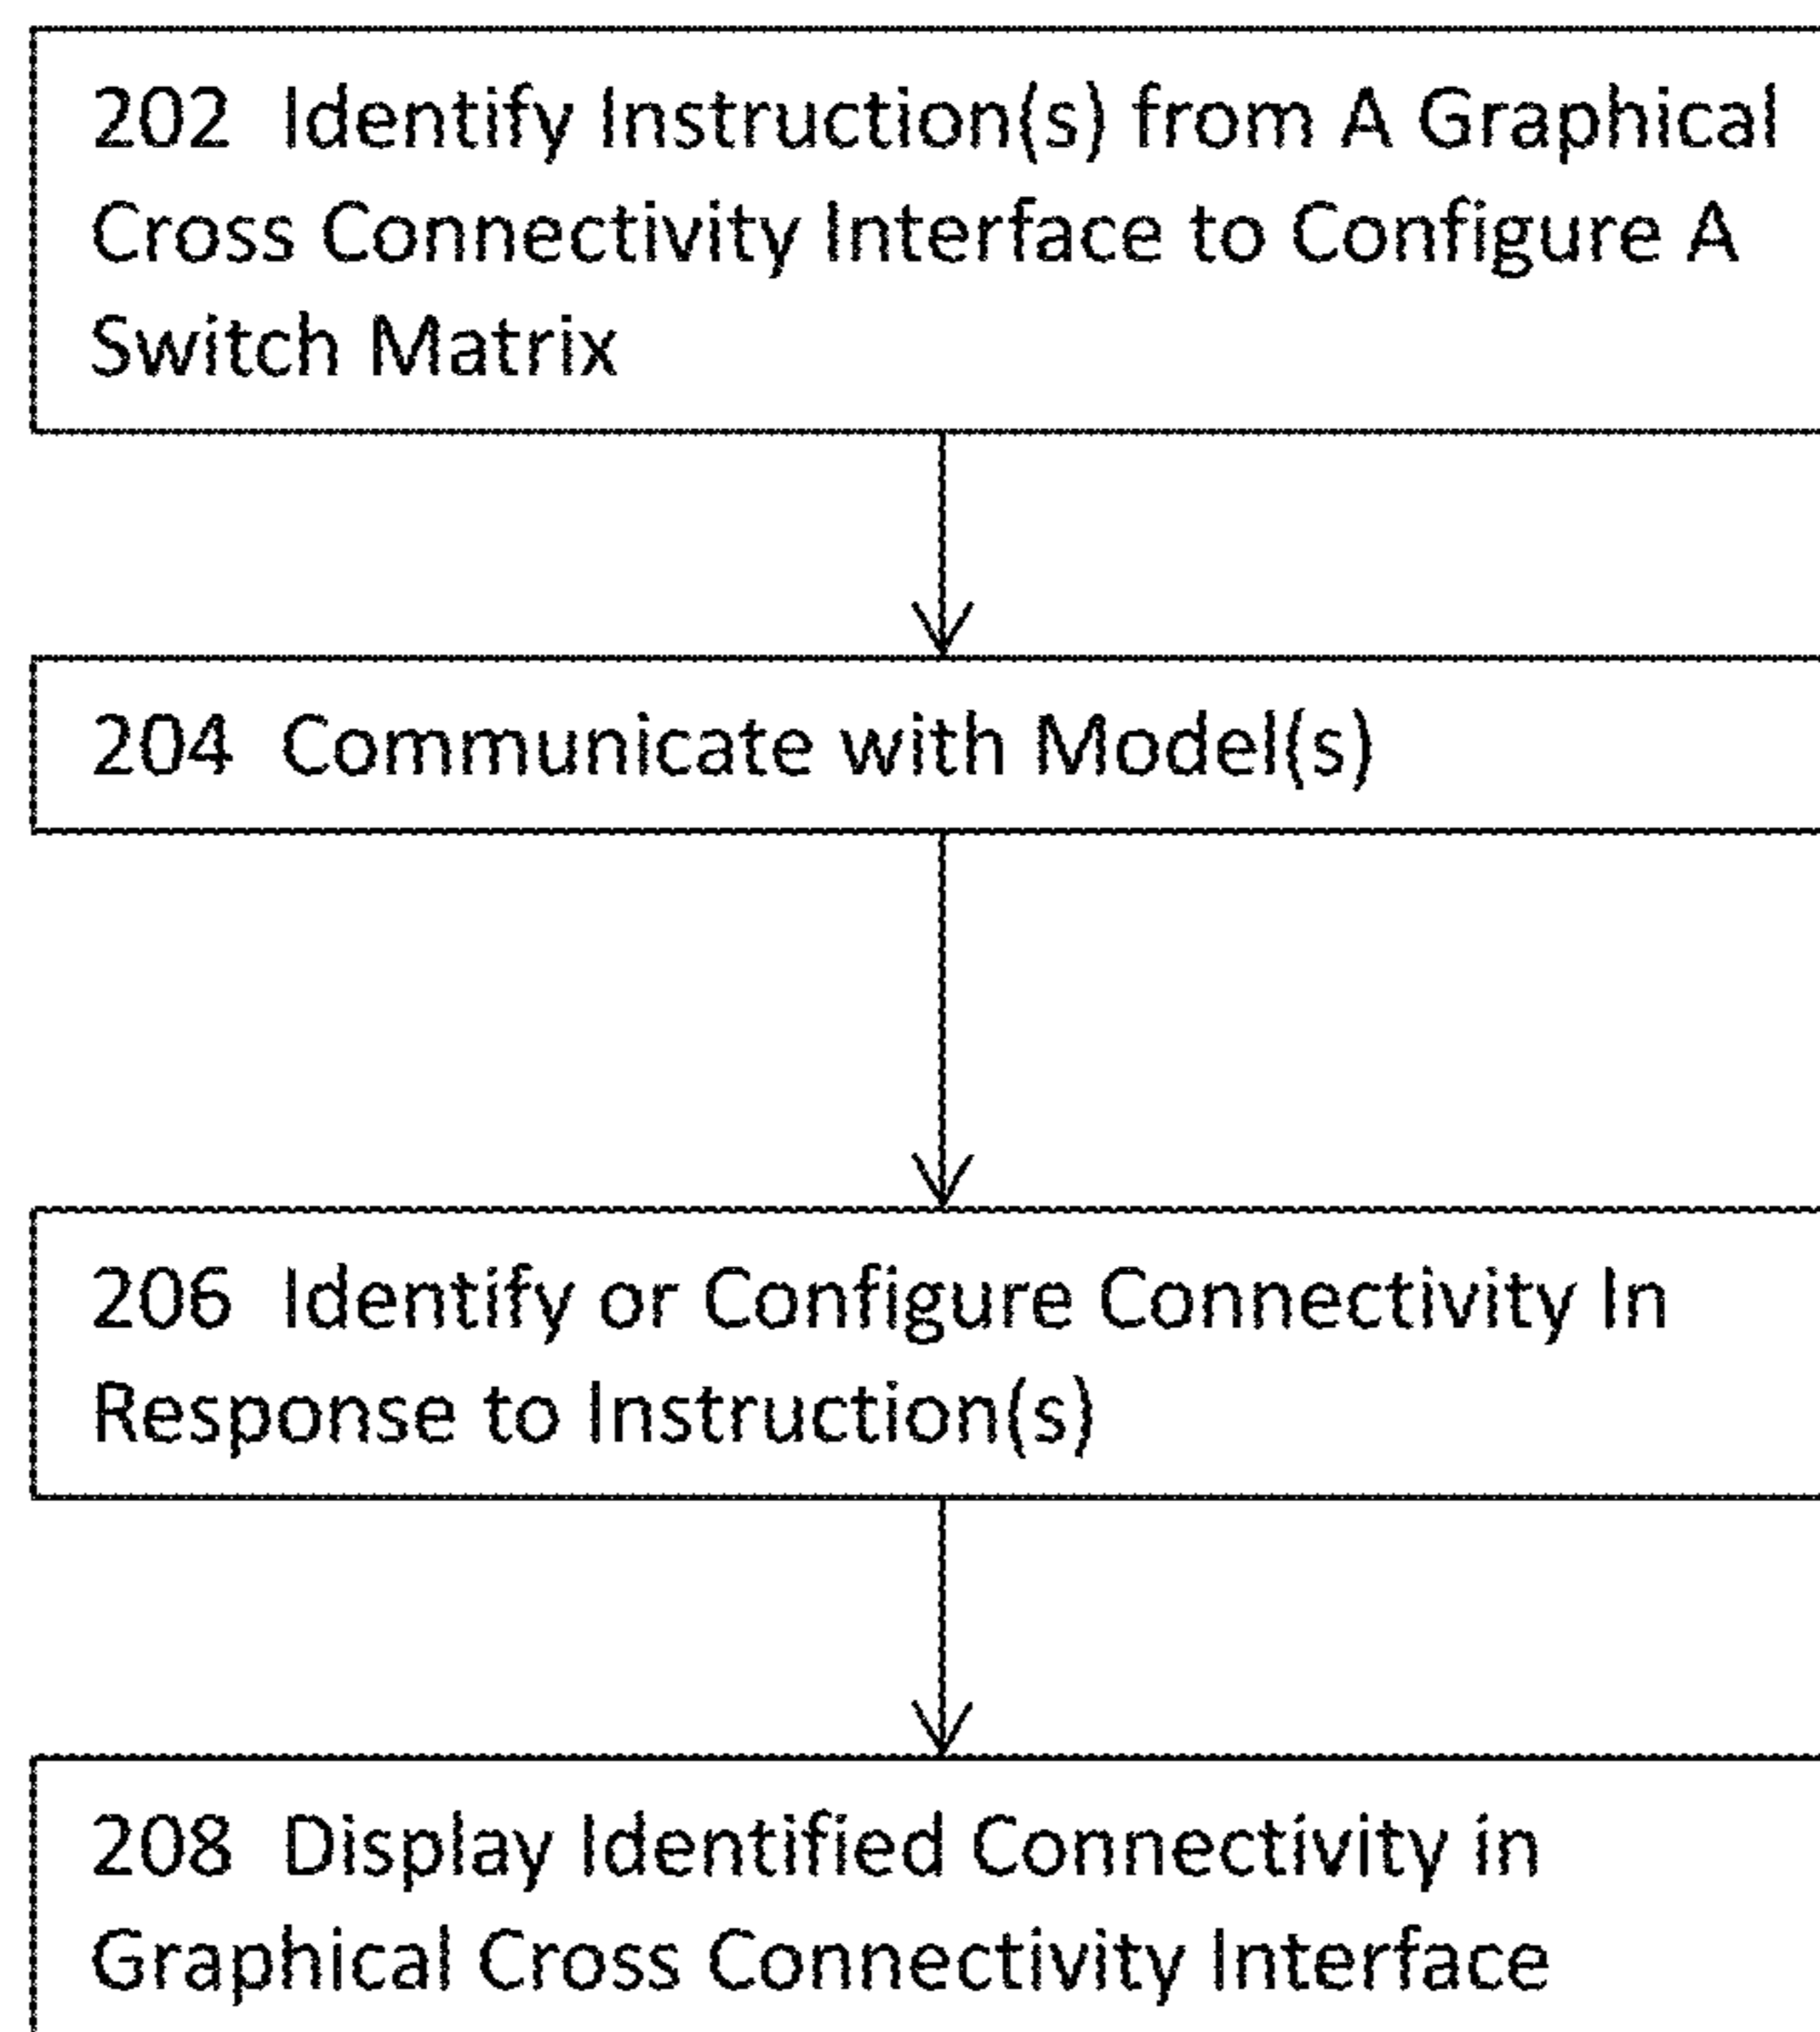 202 Identify Instruction(s) from A Graphical
Cross Connectivity Interface to Configure A
Switch Matrix
204 Communicate with Model(s)
206 Identify or Configure Connectivity In
Response to Instruction(s)
208 Display Identified Connectivity in
Graphical Cross Connectivity Interface